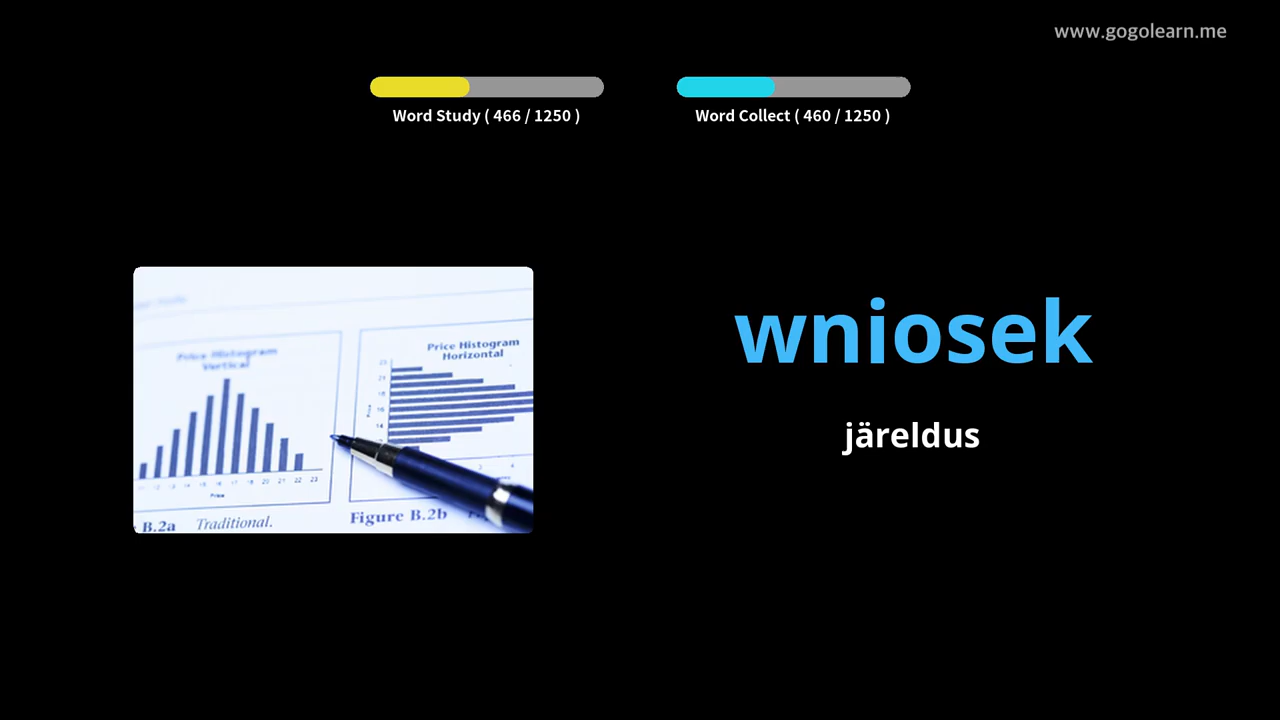 www.gogolearn.me
Word Study ( 466 / 1250 )
Word Collect ( 460 / 1250 )
wniosek
järeldus
Price Histogram
Vertical
Price Histogram
Horizontal
Price
B.2a Traditional.
Figure B.2b